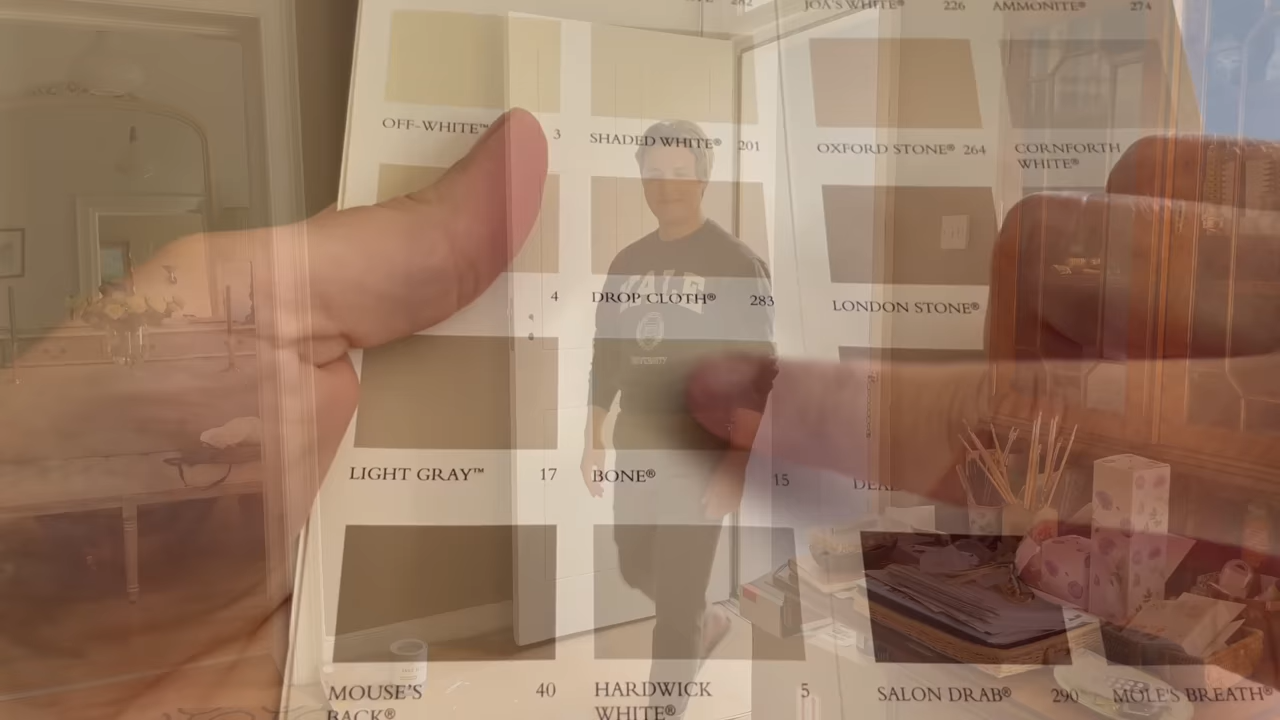 282
JOA'S WHITE® 226
AMMONITE® 274
OFF-WHITE™ 3
SHADED WHITE® 201
OXFORD STONE® 264
CORNFORTH
WHITE®
YALE
4
DROP CLOTH® 283
LONDON STONE®
UNIVERSITY
LIGHT GRAY™ 17
BONE® 15
MOUSE'S
BACK® 40
HARDWICK
WHITE® 5
SALON DRAB® 290
MOLE'S BREATH®